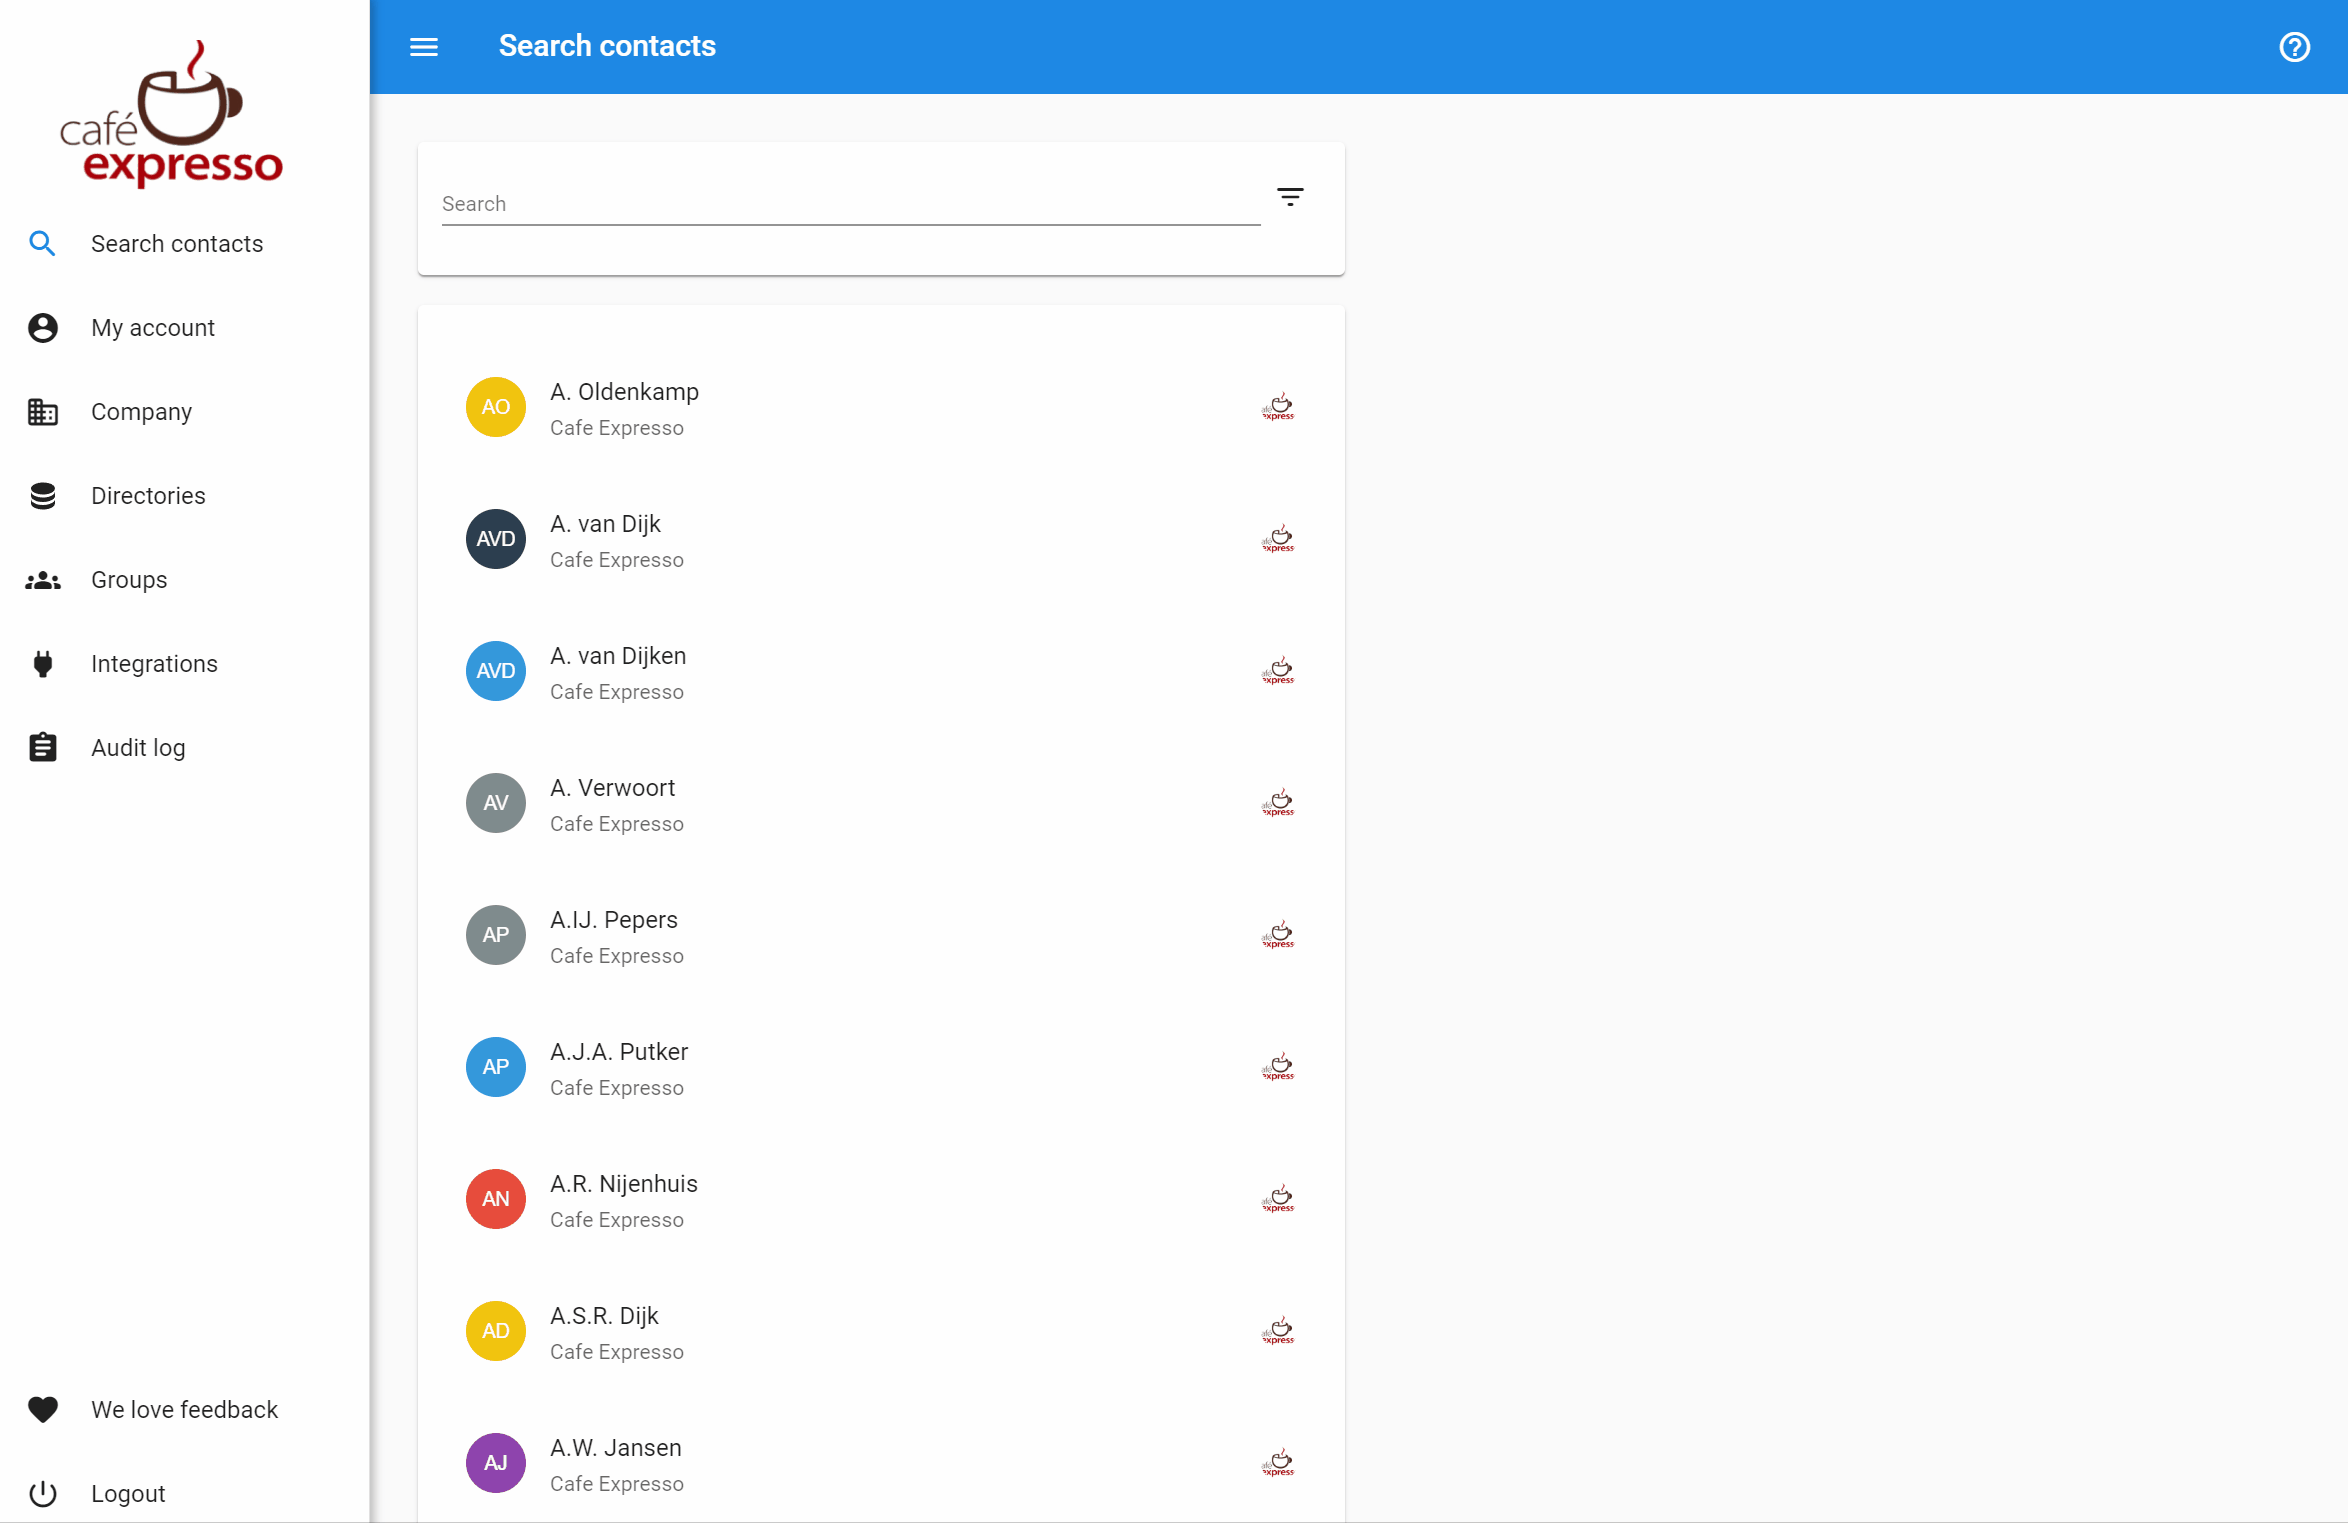 café
expresso
Search contacts
My account
Company
Directories
Groups
Integrations
Audit log
We love feedback
Logout
Search contacts
Search
AO
A. Oldenkamp
Cafe Expresso
AVD
A. van Dijk
Cafe Expresso
AVD
A. van Dijken
Cafe Expresso
AV
A. Verwoort
Cafe Expresso
AP
A.IJ. Pepers
Cafe Expresso
AP
A.J.A. Putker
Cafe Expresso
AN
A.R. Nijenhuis
Cafe Expresso
AD
A.S.R. Dijk
Cafe Expresso
AJ
A.W. Jansen
Cafe Expresso